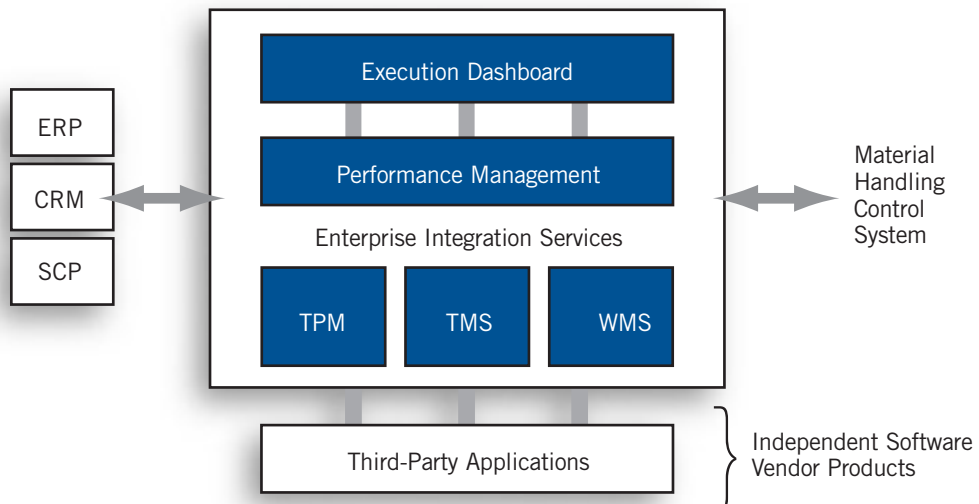 Execution Dashboard
ERP
CRM
SCP
Performance Management
Enterprise Integration Services
TPM
TMS
WMS
Material
Handling
Control
System
Third-Party Applications
Independent Software
Vendor Products